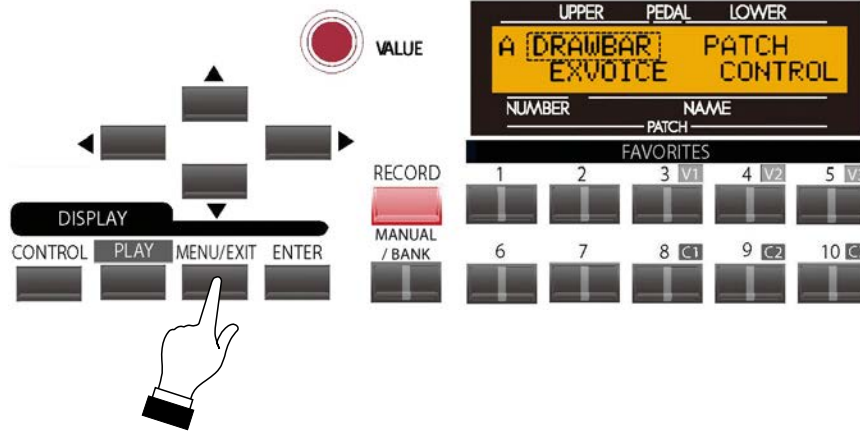 UPPER PEDAL LOWER
VALUE
A DRAWBAR PATCH
EXVOICE CONTROL
NUMBER NAME
PATCH
FAVORITES
RECORD
1 2 3 V1 4 V2 5
DISPLAY
MANUAL
/ BANK
CONTROL PLAY MENU/EXIT ENTER
6 7 8 C1 9 C2 10